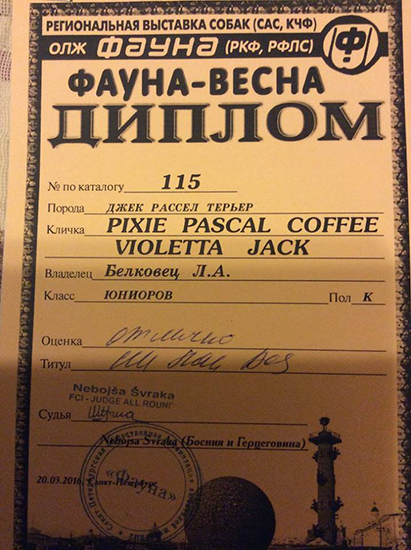 РЕГИОНАЛЬНАЯ ВЫСТАВКА СОБАК (САС, КЧФ)
ОЛЖ ФАУНА (РКФ, РФЛС)
ФАУНА-ВЕСНА
ДИПЛОМ
№ по каталогу 115
Порода ДЖЕК РАССЕЛ ТЕРЬЕР
Кличка PIXIE PASCAL COFFEE
VIOLETTA JACK
Владелец Белковец Л.А.
Класс ЮНИОРОВ Пол К
Оценка отлично
Титул
Nebojša Švraka
FCI - JUDGE ALL ROUND
Судья
Nebojša Švraka (Босния и Герцеговина)
«Фауна»
20.03.2016, Санкт-Петербург